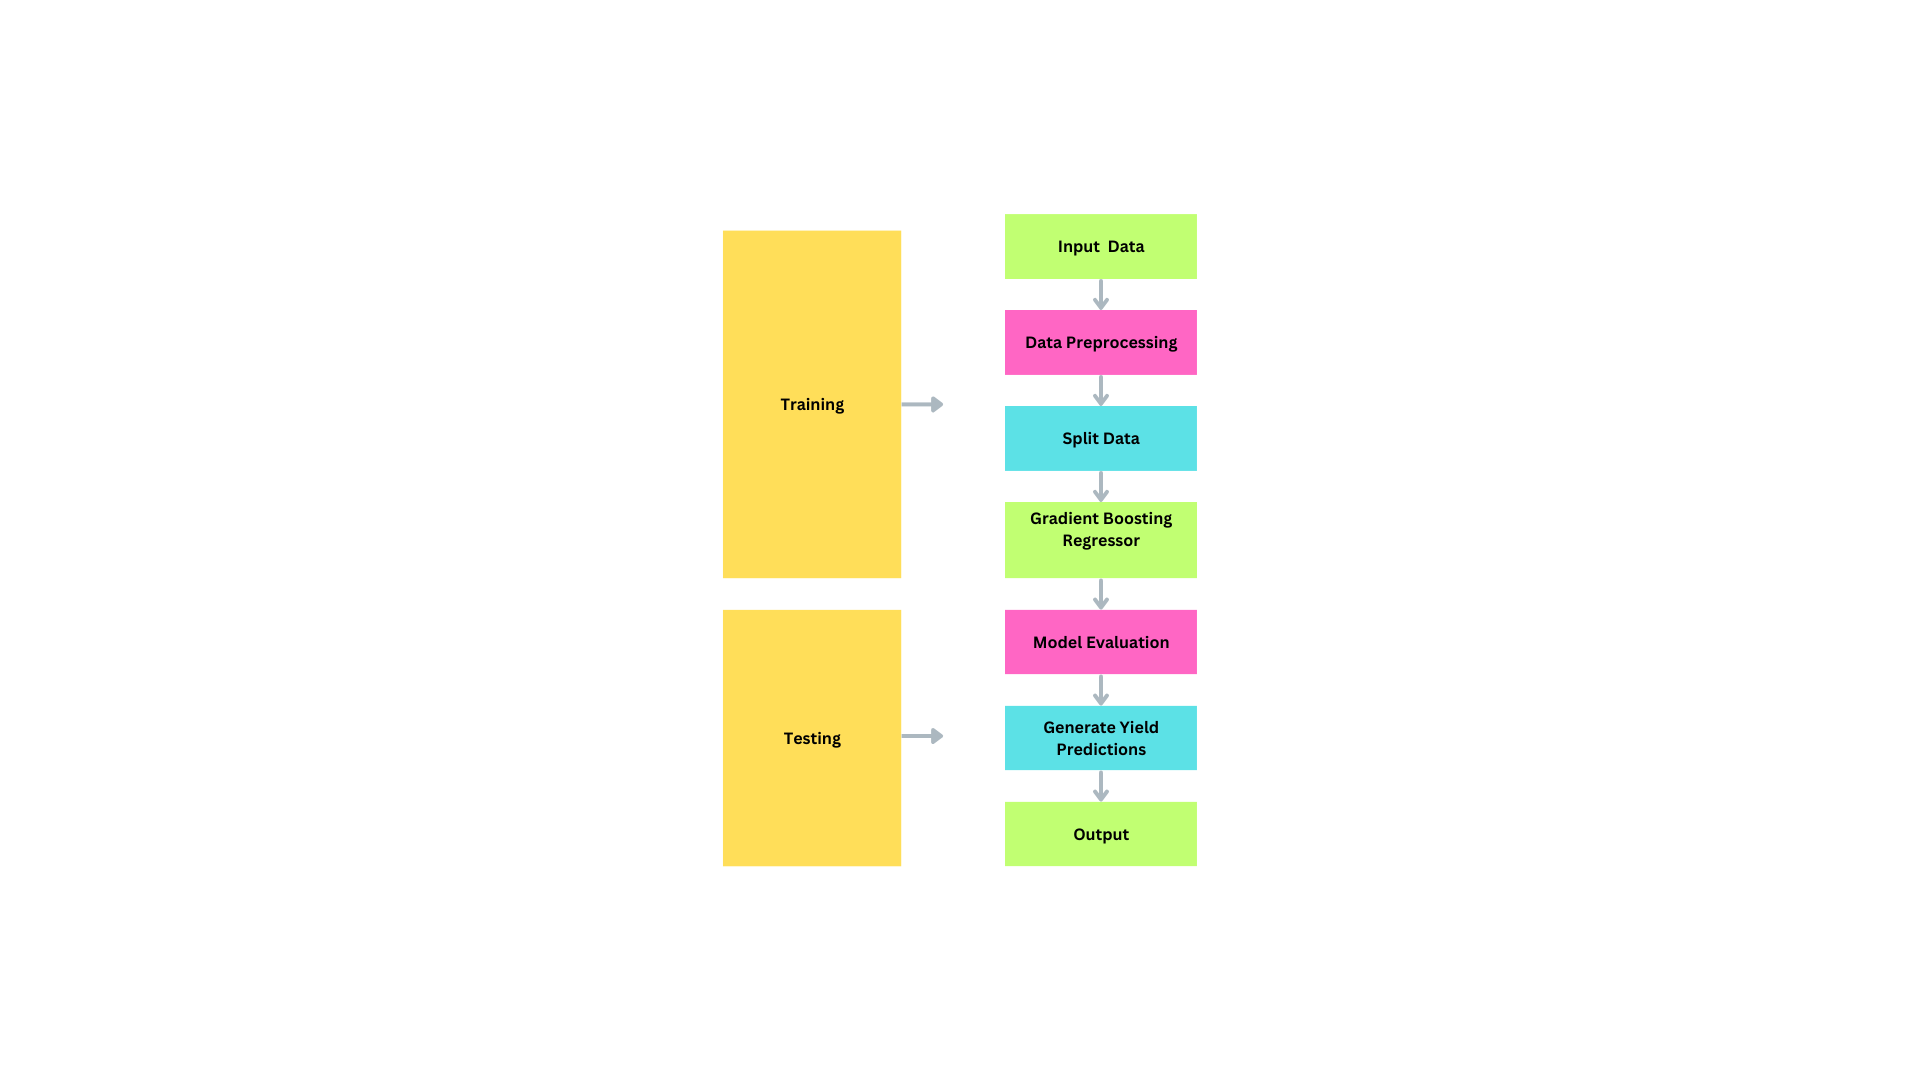 Training
Testing
Input  Data
Data Preprocessing
Split Data
Gradient Boosting
Regressor
Model Evaluation
Generate Yield
Predictions
Output